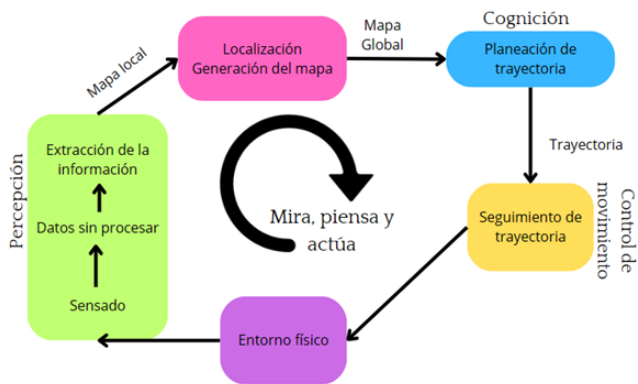 Mapa local
Localización
Generación del mapa
Mapa
Global
Cognición
Planeación de
trayectoria
Trayectoria
Control de
movimiento
Seguimiento de
trayectoria
Entorno físico
Percepción
Extracción de la
información
Datos sin procesar
Sensado
Mira, piensa y
actúa